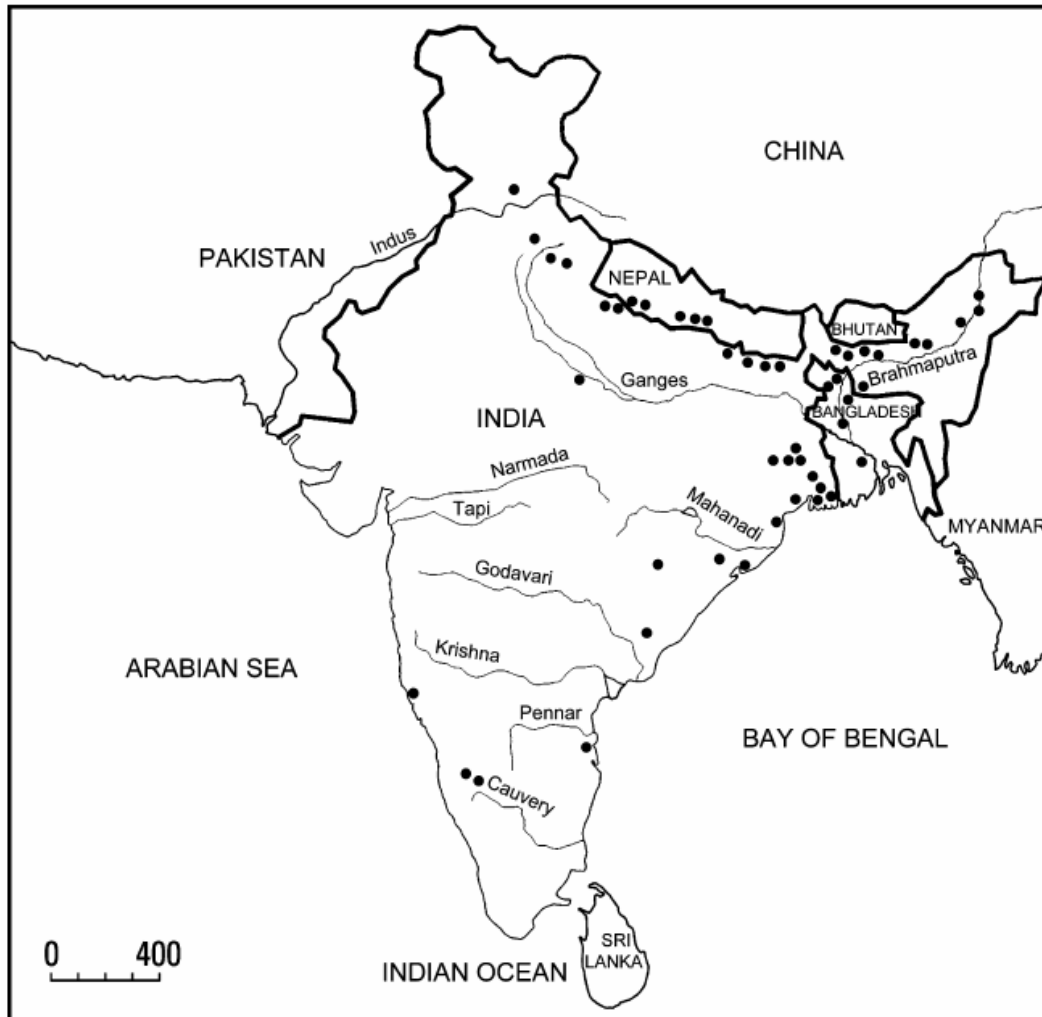 CHINA
PAKISTAN
Indus
NEPAL
BHUTAN
Brahmaputra
Ganges
BANGLADESH
INDIA
Narmada
Tapi
Mahanadi
MYANMAR
Godavari
Krishna
ARABIAN SEA
Pennar
BAY OF BENGAL
Cauvery
SRI
LANKA
0 400
INDIAN OCEAN